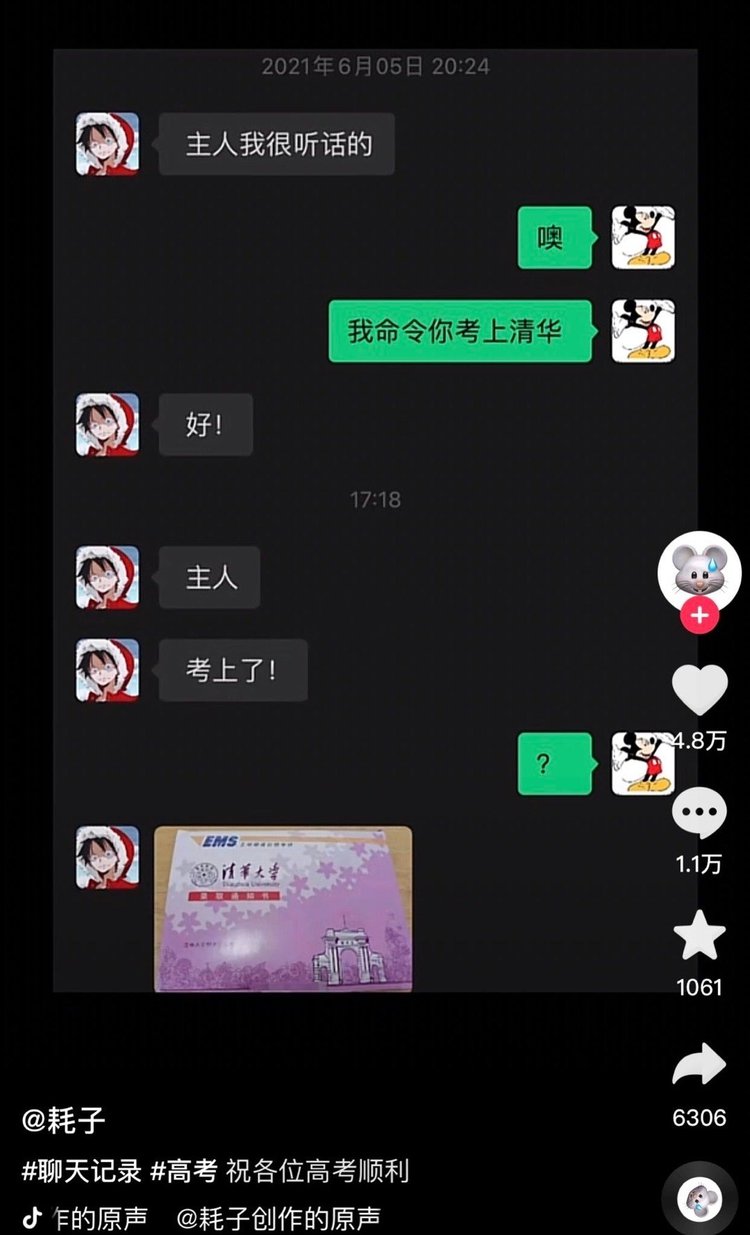 2021年6月05日 20:24
主人我很听话的
噢
我命令你考上清华
好！
17:18
主人
考上了！
？
EMS
清华大学
Tsinghua University
录取通知书
4.8万
1.1万
1061
6306
@耗子
#聊天记录 #高考 祝各位高考顺利
作的原声 @耗子创作的原声